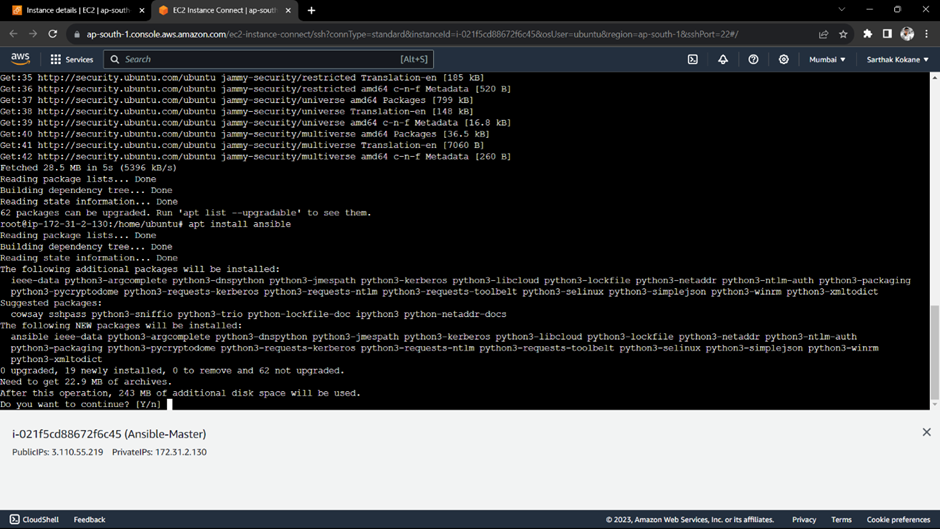 Instance details | EC2 | ap-sout
EC2 Instance Connect | ap-sout
ap-south-1.console.aws.amazon.com/ec2-instance-connect/ssh?connType=standard&instanceId=i-021f5cd88672f6c45&osUser=ubuntu&region=ap-south-1&sshPort=22#/
aws
Services
Search
[Alt+S]
Mumbai
Sarthak Kokane
Get:35 http://security.ubuntu.com/ubuntu jammy-security/restricted Translation-en [185 kB]
Get:36 http://security.ubuntu.com/ubuntu jammy-security/restricted amd64 c-n-f Metadata [520 B]
Get:37 http://security.ubuntu.com/ubuntu jammy-security/universe amd64 Packages [799 kB]
Get:38 http://security.ubuntu.com/ubuntu jammy-security/universe Translation-en [148 kB]
Get:39 http://security.ubuntu.com/ubuntu jammy-security/universe amd64 c-n-f Metadata [16.8 kB]
Get:40 http://security.ubuntu.com/ubuntu jammy-security/multiverse amd64 Packages [36.5 kB]
Get:41 http://security.ubuntu.com/ubuntu jammy-security/multiverse Translation-en [7060 B]
Get:42 http://security.ubuntu.com/ubuntu jammy-security/multiverse amd64 c-n-f Metadata [260 B]
Fetched 28.5 MB in 5s (5396 kB/s)
Reading package lists... Done
Building dependency tree... Done
Reading state information... Done
62 packages can be upgraded. Run 'apt list --upgradable' to see them.
root@ip-172-31-2-130:/home/ubuntu# apt install ansible
Reading package lists... Done
Building dependency tree... Done
Reading state information... Done
The following additional packages will be installed:
ieee-data python3-argcomplete python3-dnspython python3-jmespath python3-kerberos python3-libcloud python3-lockfile python3-netaddr python3-ntlm-auth python3-packaging
python3-pycryptodome python3-requests-kerberos python3-requests-ntlm python3-requests-toolbelt python3-selinux python3-simplejson python3-winrm python3-xmltodict
Suggested packages:
cowsay sshpass python3-sniffio python3-trio python-lockfile-doc ipython3 python-netaddr-docs
The following NEW packages will be installed:
ansible ieee-data python3-argcomplete python3-dnspython python3-jmespath python3-kerberos python3-libcloud python3-lockfile python3-netaddr python3-ntlm-auth
python3-packaging python3-pycryptodome python3-requests-kerberos python3-requests-ntlm python3-requests-toolbelt python3-selinux python3-simplejson python3-winrm
python3-xmltodict
0 upgraded, 19 newly installed, 0 to remove and 62 not upgraded.
Need to get 22.9 MB of archives.
After this operation, 243 MB of additional disk space will be used.
Do you want to continue? [Y/n]
i-021f5cd88672f6c45 (Ansible-Master)
PublicIPs: 3.110.55.219 PrivateIPs: 172.31.2.130
CloudShell
Feedback
© 2023, Amazon Web Services, Inc. or its affiliates.
Privacy
Terms
Cookie preferences